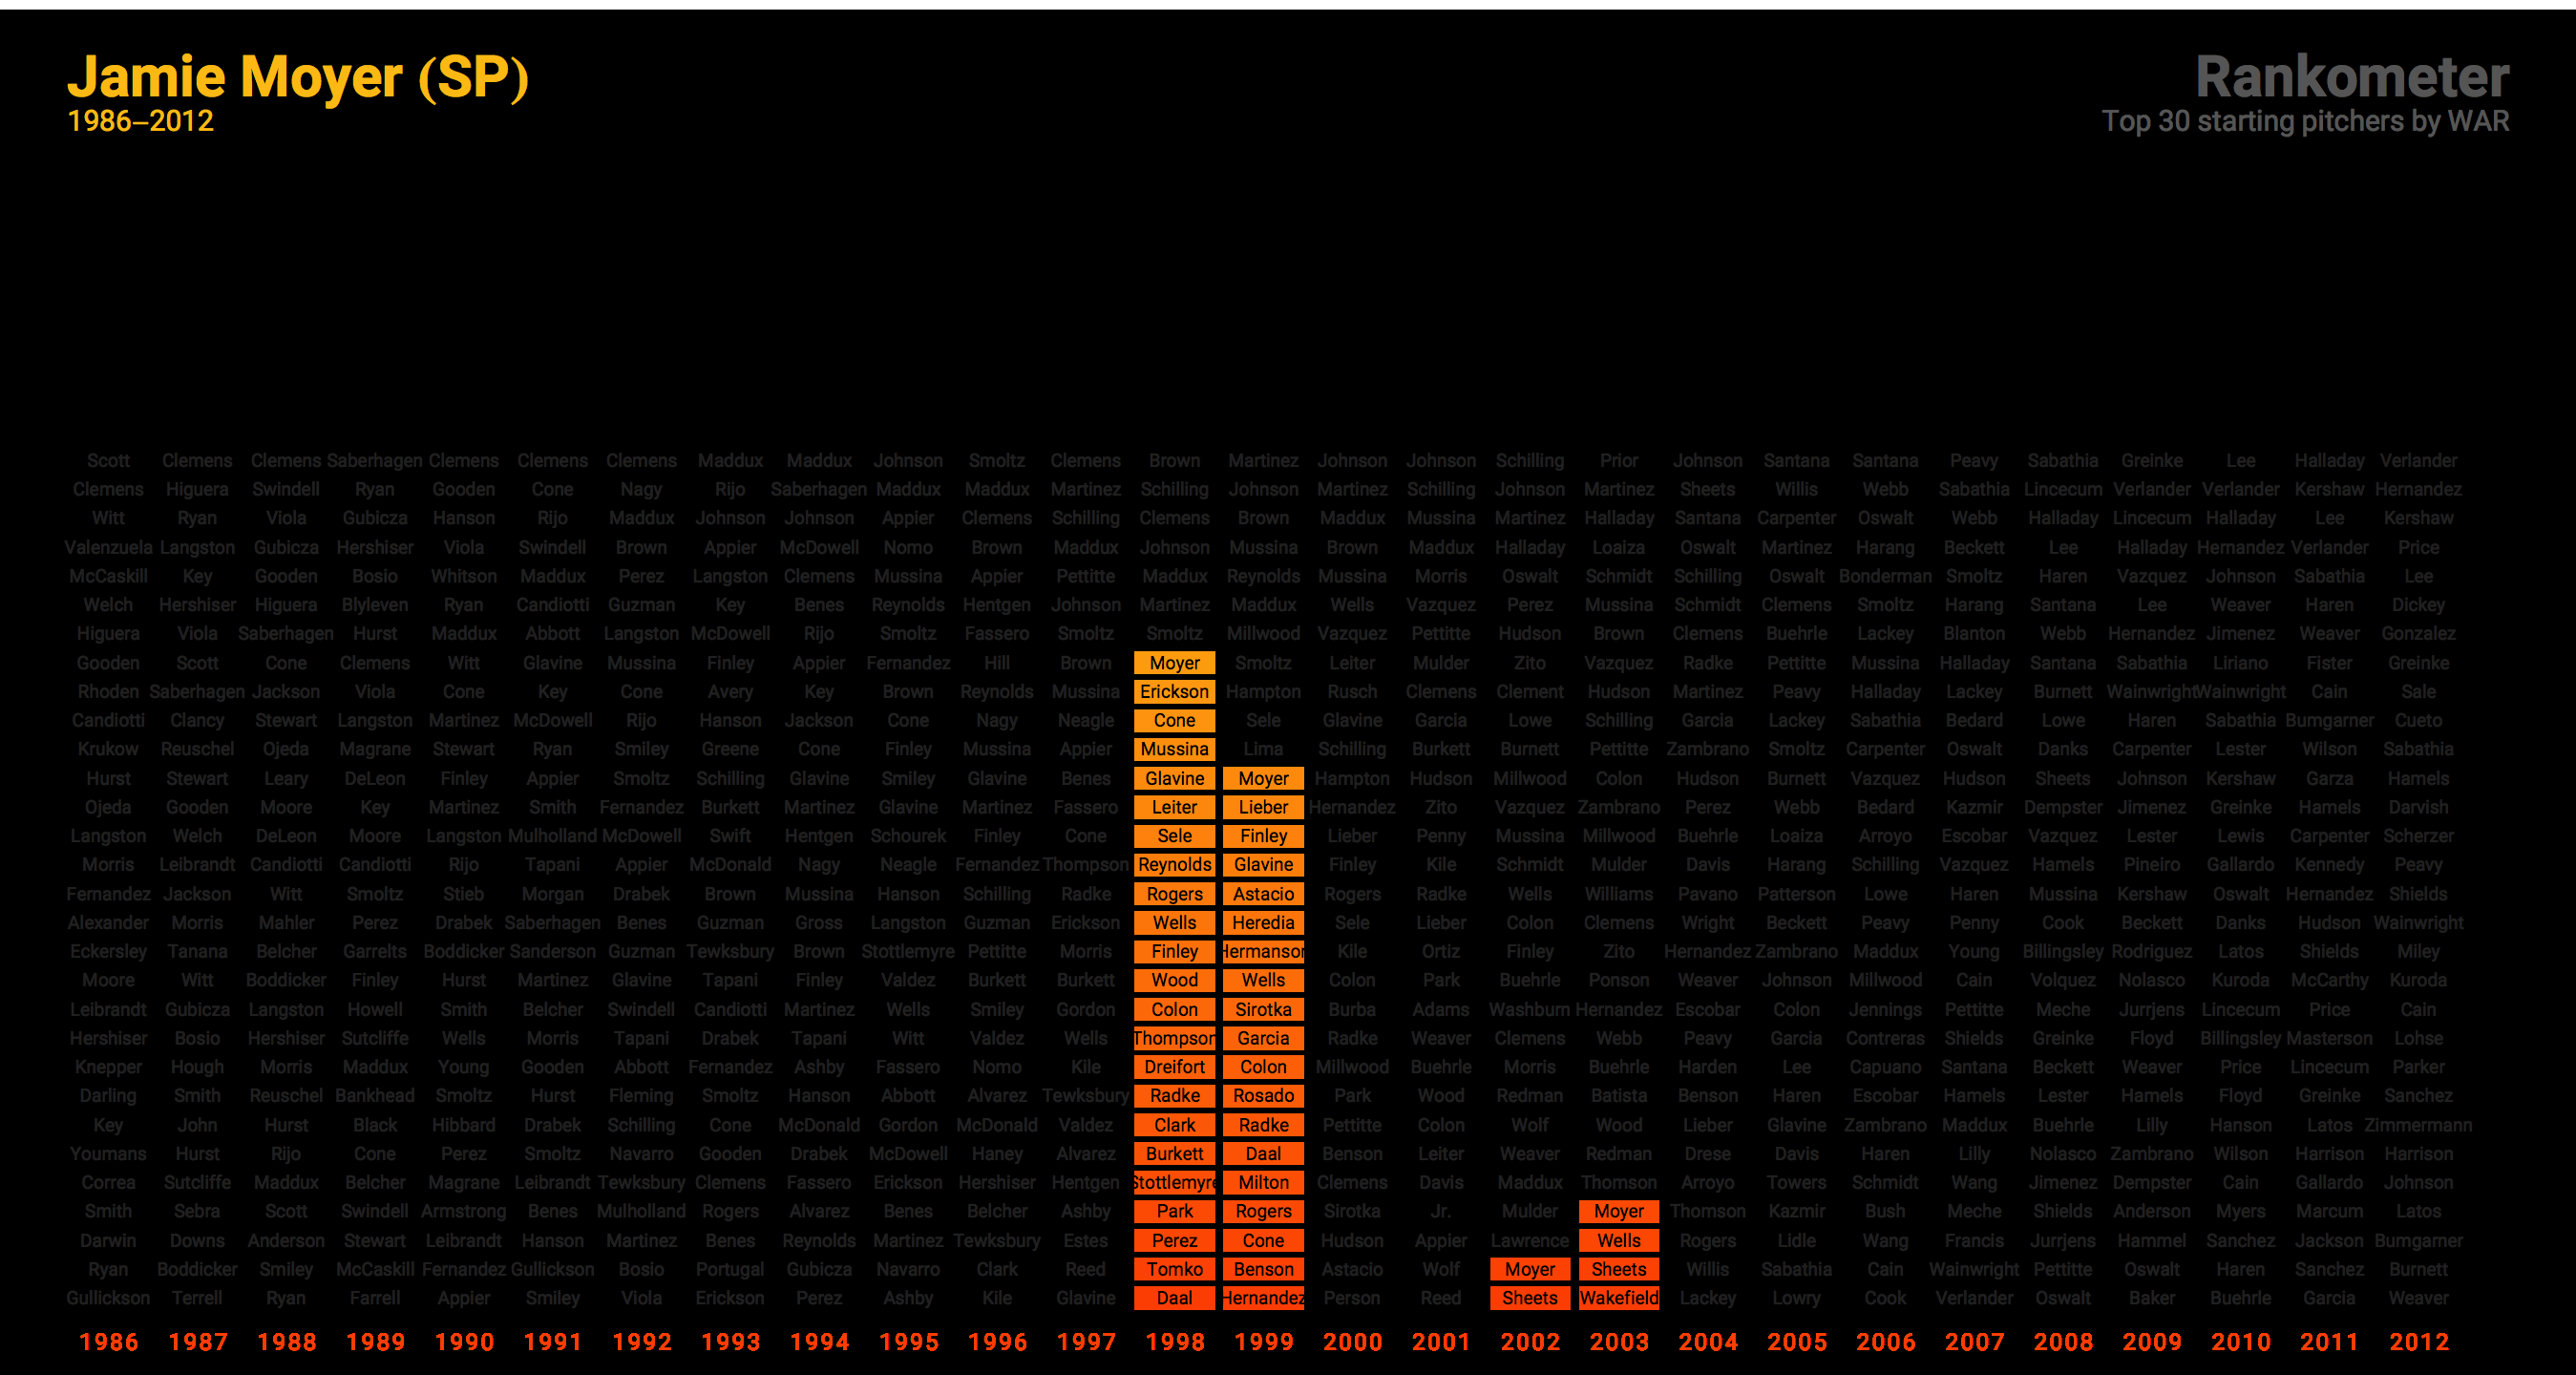 Jamie Moyer (SP)
1986–2012
Rankometer
Top 30 starting pitchers by WAR
Scott Clemens Clemens Saberhagen Clemens Clemens Clemens Maddux Maddux Johnson Smoltz Clemens Brown Martinez Johnson Johnson Schilling Prior Johnson Santana Santana Peavy Sabathia Greinke Lee Halladay Verlander
Clemens Higuera Swindell Ryan Gooden Cone Nagy Rijo Saberhagen Maddux Maddux Martinez Schilling Johnson Martinez Schilling Johnson Martinez Sheets Willis Webb Sabathia Lincecum Verlander Verlander Kershaw Hernandez
Witt Ryan Viola Gubicza Hanson Rijo Maddux Johnson Johnson Appier Clemens Schilling Clemens Brown Maddux Mussina Martinez Halladay Santana Carpenter Oswalt Webb Halladay Lincecum Halladay Lee Kershaw
Valenzuela Langston Gubicza Hershiser Viola Swindell Brown Appier McDowell Nomo Brown Maddux Johnson Mussina Brown Maddux Halladay Loaiza Oswalt Martinez Harang Beckett Lee Halladay Hernandez Verlander Price
McCaskill Key Gooden Bosio Whitson Maddux Perez Langston Clemens Mussina Appier Pettitte Maddux Reynolds Mussina Morris Oswalt Schmidt Schilling Oswalt Bonderman Smoltz Haren Vazquez Johnson Sabathia Lee
Welch Hershiser Higuera Blyleven Ryan Candiotti Guzman Key Benes Reynolds Hentgen Johnson Martinez Maddux Wells Vazquez Perez Mussina Schmidt Clemens Smoltz Harang Santana Lee Weaver Haren Dickey
Higuera Viola Saberhagen Hurst Maddux Abbott Langston McDowell Rijo Smoltz Fassero Smoltz Smoltz Millwood Vazquez Pettitte Hudson Brown Clemens Buehrle Lackey Blanton Webb Hernandez Jimenez Weaver Gonzalez
Gooden Scott Cone Clemens Witt Glavine Mussina Finley Appier Fernandez Hill Brown Moyer Smoltz Leiter Mulder Zito Vazquez Radke Pettitte Mussina Halladay Santana Sabathia Liriano Fister Greinke
Rhoden Saberhagen Jackson Viola Cone Key Cone Avery Key Brown Reynolds Mussina Erickson Hampton Rusch Clemens Clement Hudson Martinez Peavy Halladay Lackey Burnett Wainwright Wainwright Cain Sale
Candiotti Clancy Stewart Langston Martinez McDowell Rijo Hanson Jackson Cone Nagy Neagle Cone Sele Glavine Garcia Lowe Schilling Garcia Lackey Sabathia Bedard Lowe Haren Sabathia Bumgarner Cueto
Krukow Reuschel Ojeda Magrane Stewart Ryan Smiley Greene Cone Finley Mussina Appier Mussina Lima Schilling Burkett Burnett Pettitte Zambrano Smoltz Carpenter Oswalt Danks Carpenter Lester Wilson Sabathia
Hurst Stewart Leary DeLeon Finley Appier Smoltz Schilling Glavine Smiley Glavine Benes Glavine Moyer Hampton Hudson Millwood Colon Hudson Burnett Vazquez Hudson Sheets Johnson Kershaw Garza Hamels
Ojeda Gooden Moore Key Martinez Smith Fernandez Burkett Martinez Glavine Martinez Fassero Leiter Lieber Hernandez Zito Vazquez Zambrano Perez Webb Bedard Kazmir Dempster Jimenez Greinke Hamels Darvish
Langston Welch DeLeon Moore Langston Mulholland McDowell Swift Hentgen Schourek Finley Cone Sele Finley Lieber Penny Mussina Millwood Buehrle Loaiza Arroyo Escobar Vazquez Lester Lewis Carpenter Scherzer
Morris Leibrandt Candiotti Candiotti Rijo Tapani Appier McDonald Nagy Neagle Fernandez Thompson Reynolds Glavine Finley Kile Schmidt Mulder Davis Harang Schilling Vazquez Hamels Pineiro Gallardo Kennedy Peavy
Fernandez Jackson Witt Smoltz Stieb Morgan Drabek Brown Mussina Hanson Schilling Radke Rogers Astacio Rogers Radke Wells Williams Pavano Patterson Lowe Haren Mussina Kershaw Oswalt Hernandez Shields
Alexander Morris Mahler Perez Drabek Saberhagen Benes Guzman Gross Langston Guzman Erickson Wells Heredia Sele Lieber Colon Clemens Wright Beckett Peavy Penny Cook Beckett Danks Hudson Wainwright
Eckersley Tanana Belcher Garrelts Boddicker Sanderson Guzman Tewksbury Brown Stottlemyre Pettitte Morris Finley Hermanson Kile Ortiz Finley Zito Hernandez Zambrano Maddux Young Billingsley Rodriguez Latos Shields Miley
Moore Witt Boddicker Finley Hurst Martinez Glavine Tapani Finley Valdez Burkett Burkett Wood Wells Colon Park Buehrle Ponson Weaver Johnson Millwood Cain Volquez Nolasco Kuroda McCarthy Kuroda
Leibrandt Gubicza Langston Howell Smith Belcher Swindell Candiotti Martinez Wells Smiley Gordon Colon Sirotka Burba Adams Washburn Hernandez Escobar Colon Jennings Pettitte Meche Jurrjens Lincecum Price Cain
Hershiser Bosio Hershiser Sutcliffe Wells Morris Tapani Drabek Tapani Witt Valdez Wells Thompson Garcia Radke Weaver Clemens Webb Peavy Garcia Contreras Shields Greinke Floyd Billingsley Masterson Lohse
Knepper Hough Morris Maddux Young Gooden Abbott Fernandez Ashby Fassero Nomo Kile Dreifort Colon Millwood Buehrle Morris Buehrle Harden Lee Capuano Santana Beckett Weaver Price Lincecum Parker
Darling Smith Reuschel Bankhead Smoltz Hurst Fleming Smoltz Hanson Abbott Alvarez Tewksbury Radke Rosado Park Wood Redman Batista Benson Haren Escobar Hamels Lester Hamels Floyd Greinke Sanchez
Key John Hurst Black Hibbard Drabek Schilling Cone McDonald Gordon McDonald Valdez Clark Radke Pettitte Colon Wolf Wood Lieber Glavine Zambrano Maddux Buehrle Lilly Hanson Latos Zimmermann
Youmans Hurst Rijo Cone Perez Smoltz Navarro Gooden Drabek McDowell Haney Alvarez Burkett Daal Benson Leiter Weaver Redman Drese Davis Haren Lilly Nolasco Zambrano Wilson Harrison Harrison
Correa Sutcliffe Maddux Belcher Magrane Leibrandt Tewksbury Clemens Fassero Erickson Hershiser Hentgen Stottlemyre Milton Clemens Davis Maddux Thomson Arroyo Towers Schmidt Wang Jimenez Dempster Cain Gallardo Johnson
Smith Sebra Scott Swindell Armstrong Benes Mulholland Rogers Alvarez Benes Belcher Ashby Park Rogers Sirotka Jr. Mulder Moyer Thomson Kazmir Bush Meche Shields Anderson Myers Marcum Latos
Darwin Downs Anderson Stewart Leibrandt Hanson Martinez Benes Reynolds Martinez Tewksbury Estes Perez Cone Hudson Appier Lawrence Wells Rogers Lidle Wang Francis Jurrjens Hammel Sanchez Jackson Bumgarner
Ryan Boddicker Smiley McCaskill Fernandez Gullickson Bosio Portugal Gubicza Navarro Clark Reed Tomko Benson Astacio Wolf Moyer Sheets Willis Sabathia Cain Wainwright Pettitte Oswalt Haren Sanchez Burnett
Gullickson Terrell Ryan Farrell Appier Smiley Viola Erickson Perez Ashby Kile Glavine Daal Hernandez Person Reed Sheets Wakefield Lackey Lowry Cook Verlander Oswalt Baker Buehrle Garcia Weaver
1986 1987 1988 1989 1990 1991 1992 1993 1994 1995 1996 1997 1998 1999 2000 2001 2002 2003 2004 2005 2006 2007 2008 2009 2010 2011 2012